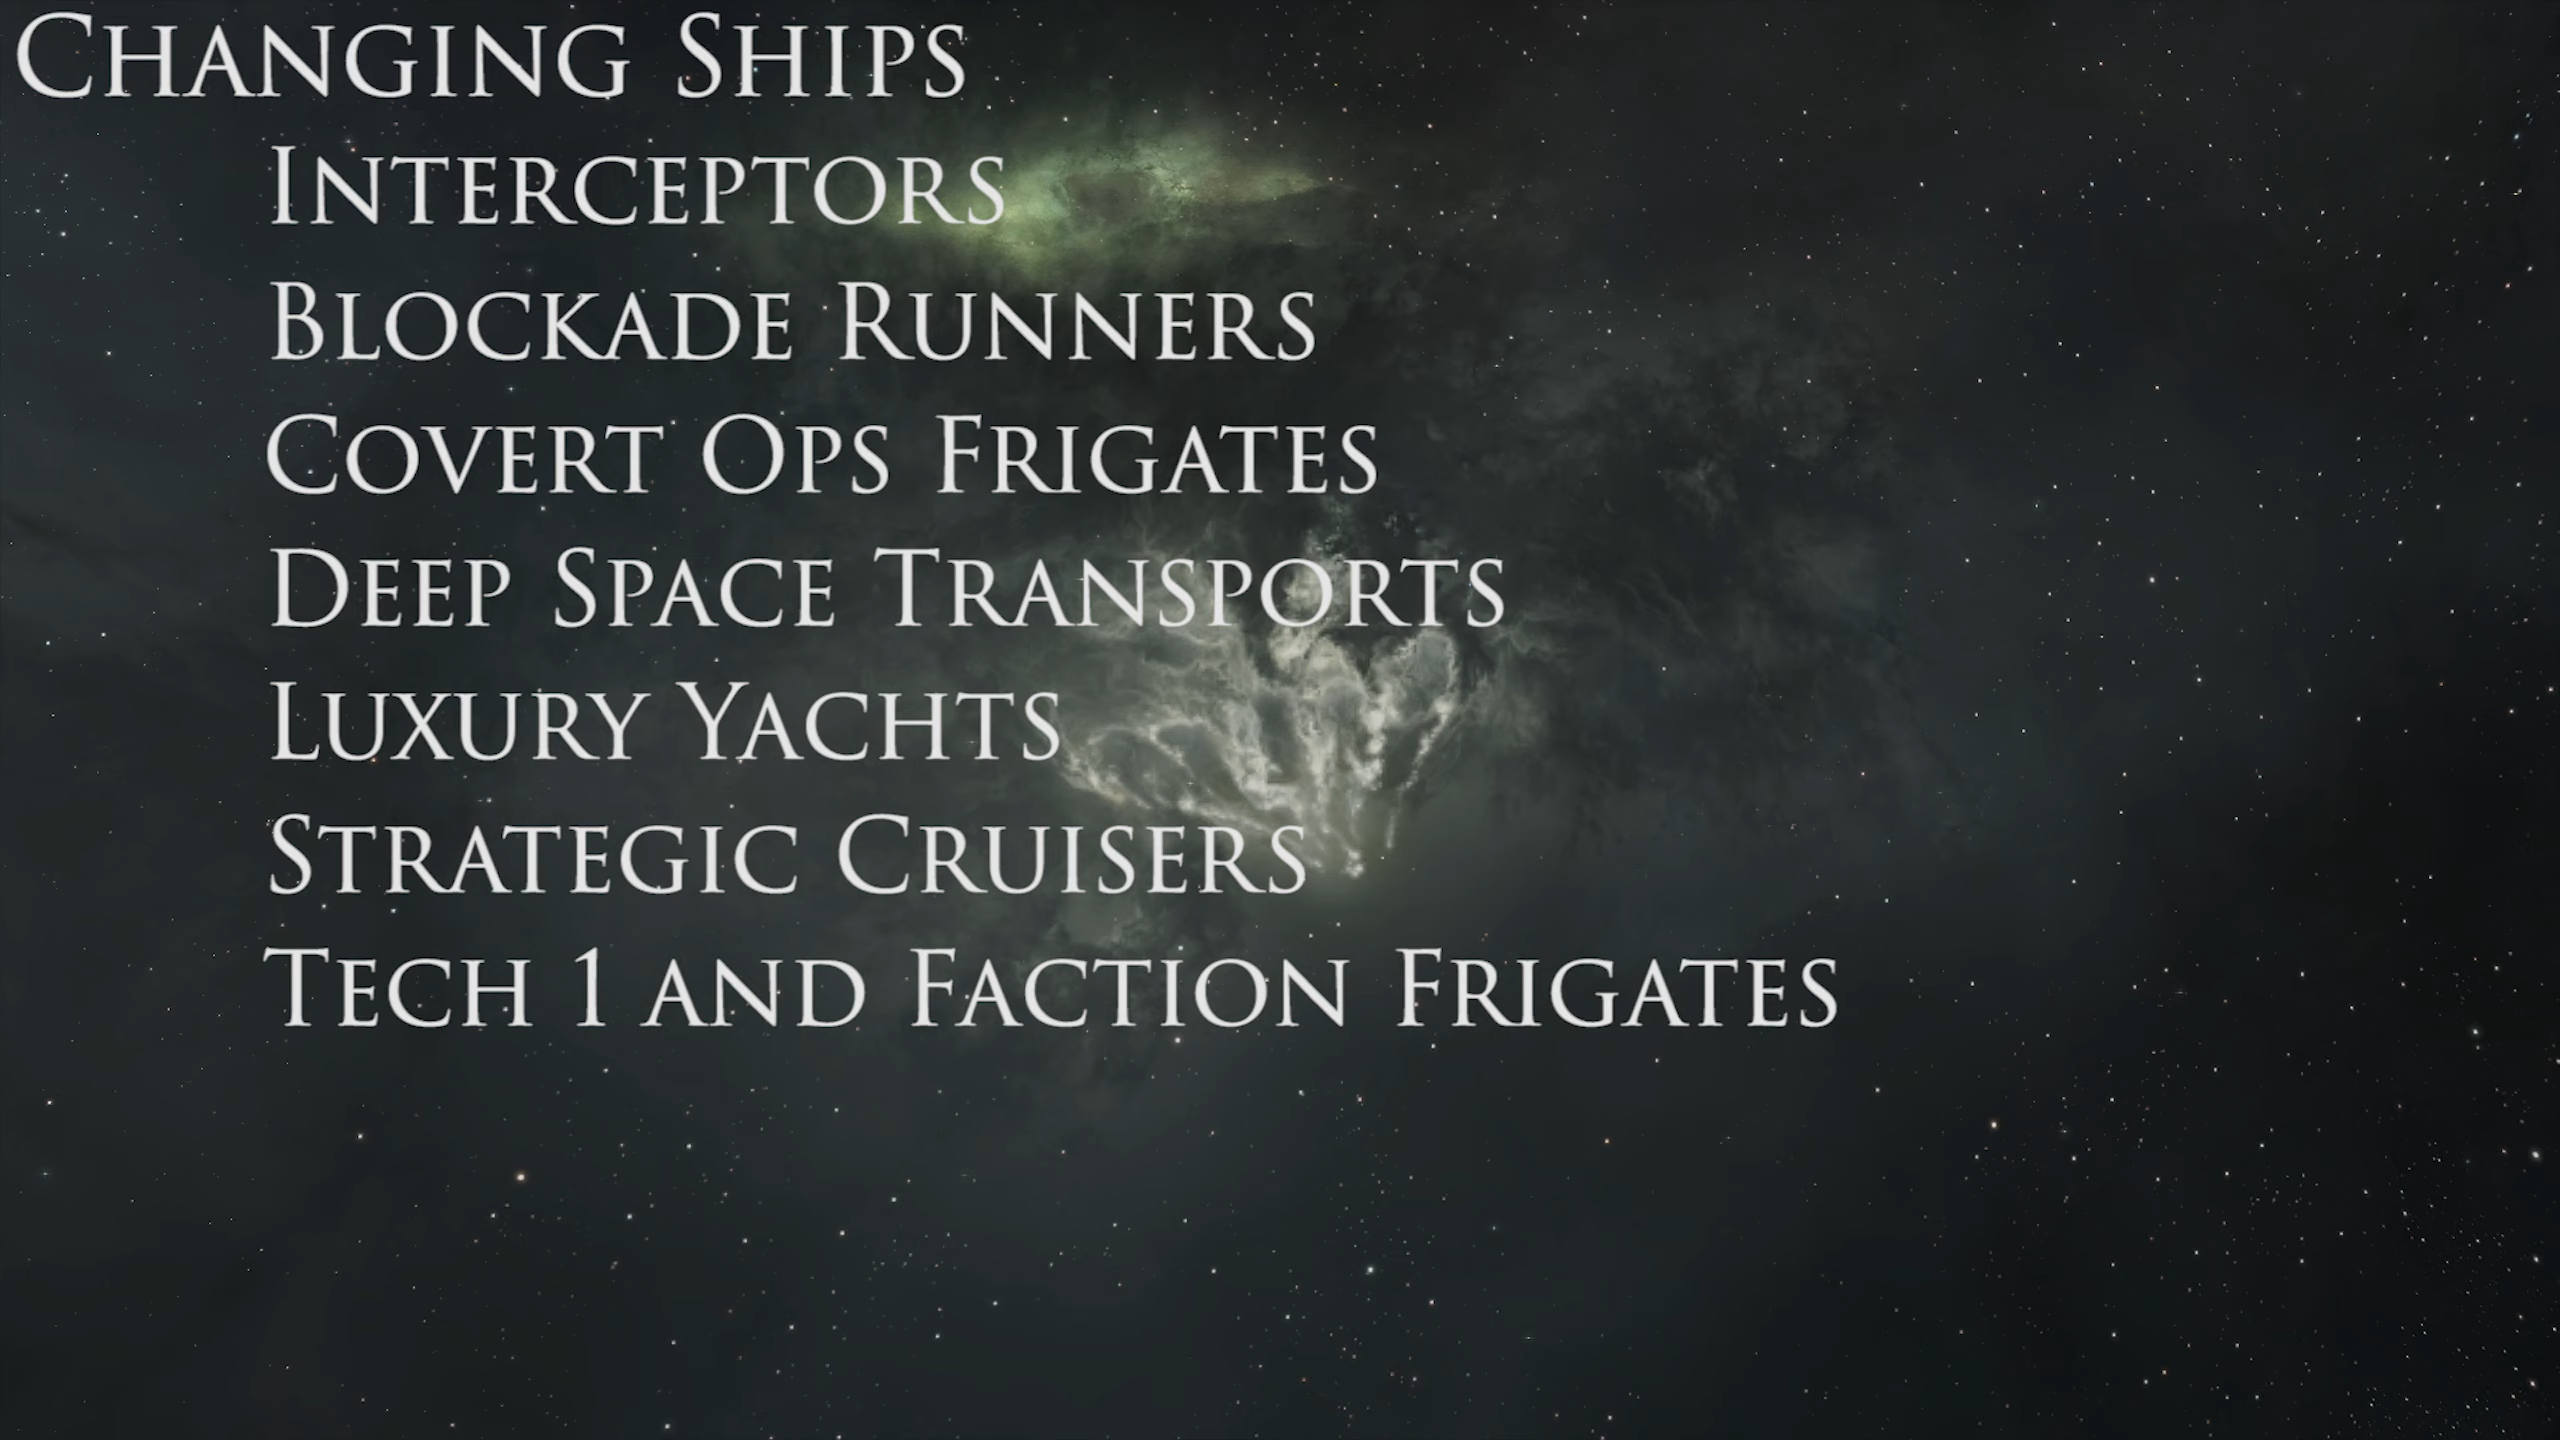 Changing Ships
Interceptors
Blockade Runners
Covert Ops Frigates
Deep Space Transports
Luxury Yachts
Strategic Cruisers
Tech 1 and Faction Frigates